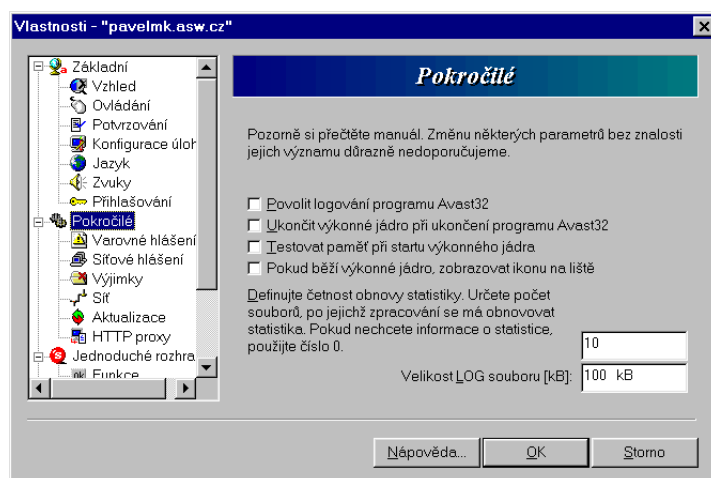 Vlastnosti - "pavelmk.asw.cz"
Základní
Vzhled
Ovládání
Potvrzování
Konfigurace úloh
Jazyk
Zvuky
Přihlašování
Pokročilé
Varovné hlášení
Síťové hlášení
Výjimky
Síť
Aktualizace
HTTP proxy
Jednoduché rozhra
Funkce
Pokročilé
Pozorně si přečtěte manuál. Změnu některých parametrů bez znalosti
jejich významu důrazně nedoporučujeme.
Povolit logování programu Avast32
Ukončit výkonné jádro při ukončení programu Avast32
Testovat paměť při startu výkonného jádra
Pokud běží výkonné jádro, zobrazovat ikonu na liště
Definujte četnost obnovy statistiky. Určete počet
souborů, po jejichž zpracování se má obnovovat
statistika. Pokud nechcete informace o statistice,
použijte číslo 0.
10
Velikost LOG souboru [kB]: 100 kB
Nápověda... OK Storno